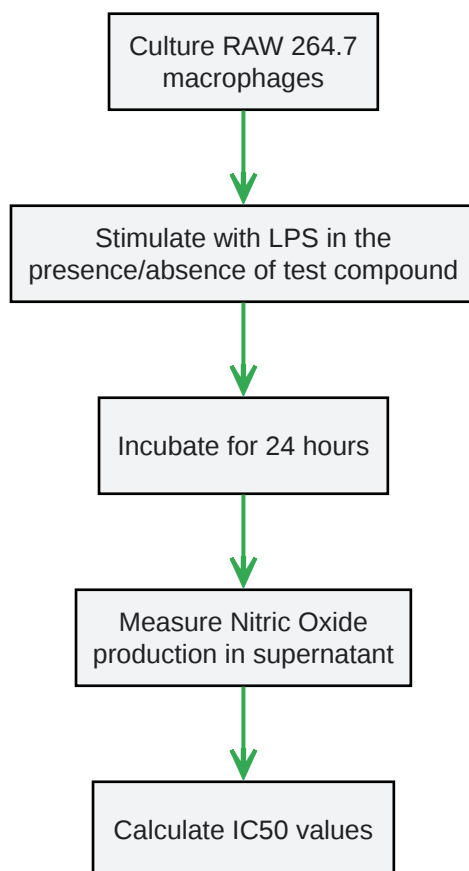 Culture RAW 264.7
macrophages
Stimulate with LPS in the
presence/absence of test compound
Incubate for 24 hours
Measure Nitric Oxide
production in supernatant
Calculate IC50 values